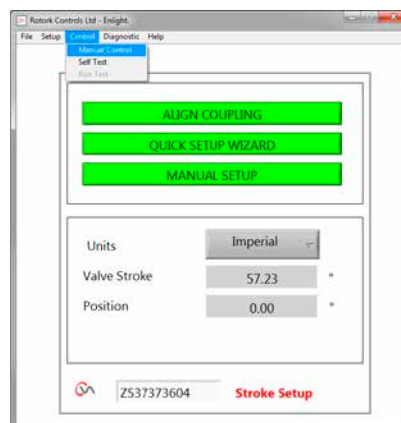 Rotork Controls Ltd - Enlight.
File Setup Control Diagnostic Help
Manual Control
Self Test
Run Test
ALIGN COUPLING
QUICK SETUP WIZARD
MANUAL SETUP
Units Imperial
Valve Stroke 57.23 °
Position 0.00 °
ZS37373604 Stroke Setup